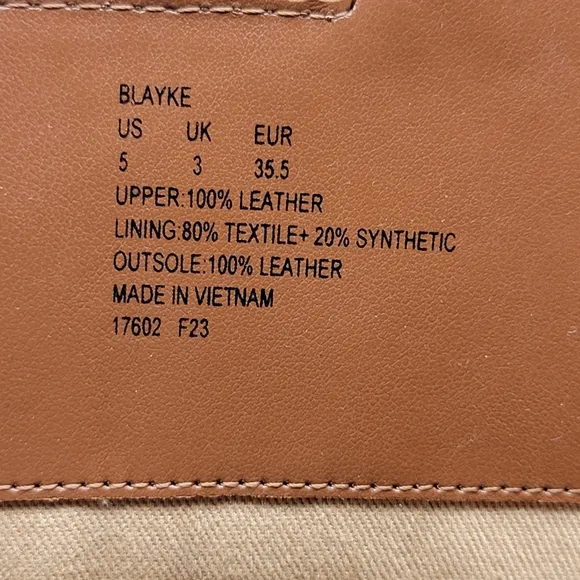 BLAYKE
US UK EUR
5 3 35.5
UPPER:100% LEATHER
LINING:80% TEXTILE+ 20% SYNTHETIC
OUTSOLE:100% LEATHER
MADE IN VIETNAM
17602 F23